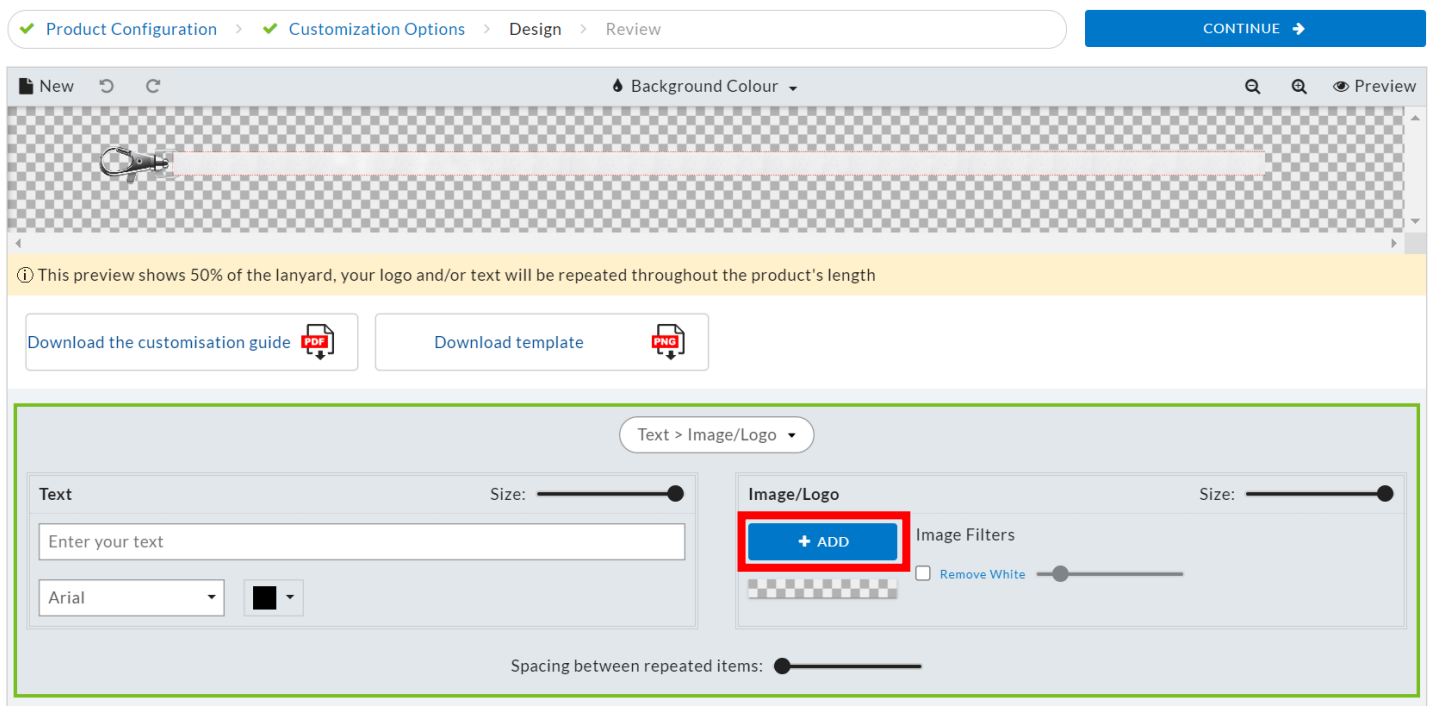 Product Configuration > Customization Options > Design > Review
CONTINUE
New
Background Colour
Preview
This preview shows 50% of the lanyard, your logo and/or text will be repeated throughout the product's length
Download the customisation guide
PDF
Download template
PNG
Text > Image/Logo
Text
Size:
Enter your text
Arial
Image/Logo
Size:
+ ADD
Image Filters
Remove White
Spacing between repeated items: